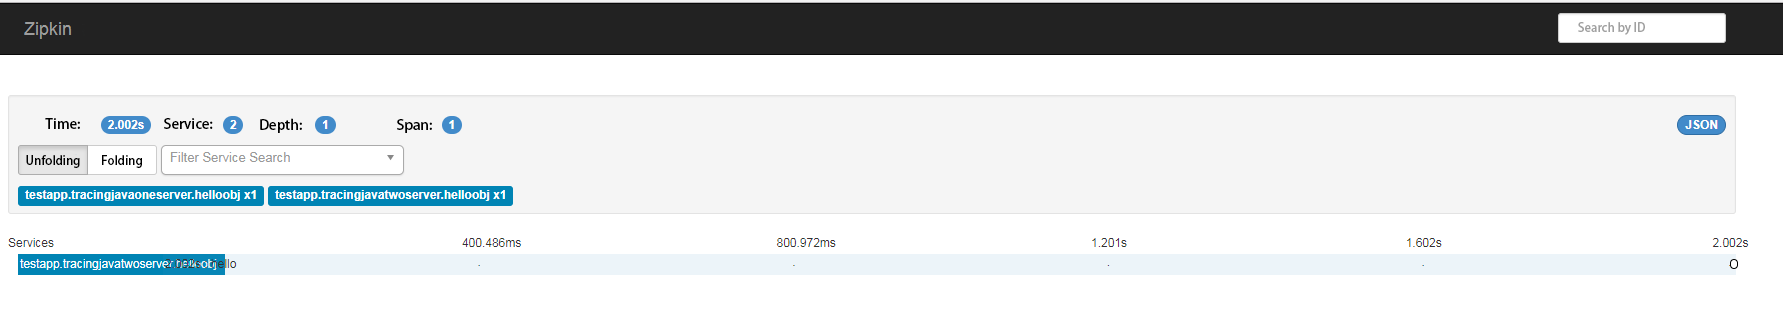 Zipkin Search by ID
Time: 2.002s Service: 2 Depth: 1 Span: 1 JSON
Unfolding Folding Filter Service Search
testapp.tracingjavaoneserver.helloobj x1 testapp.tracingjavatwoserver.helloobj x1
Services 400.486ms 800.972ms 1.201s 1.602s 2.002s
testapp.tracingjavatwoserver.helloobj hello . . . . O